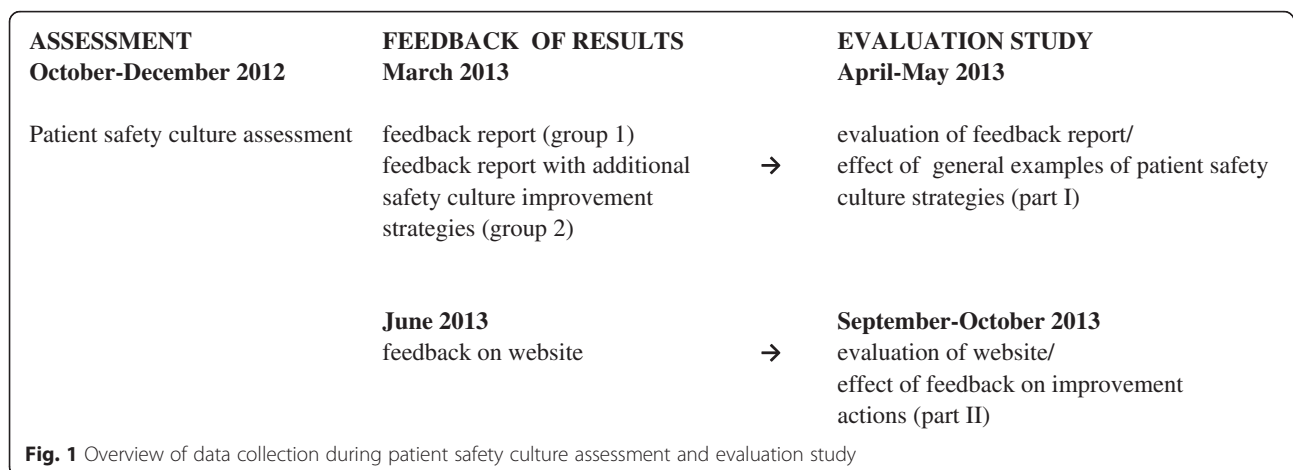 ASSESSMENT
October-December 2012
Patient safety culture assessment
FEEDBACK OF RESULTS
March 2013
feedback report (group 1)
feedback report with additional
safety culture improvement
strategies (group 2)
→
EVALUATION STUDY
April-May 2013
evaluation of feedback report/
effect of general examples of patient safety
culture strategies (part I)
June 2013
feedback on website
→
September-October 2013
evaluation of website/
effect of feedback on improvement
actions (part II)
Fig. 1 Overview of data collection during patient safety culture assessment and evaluation study